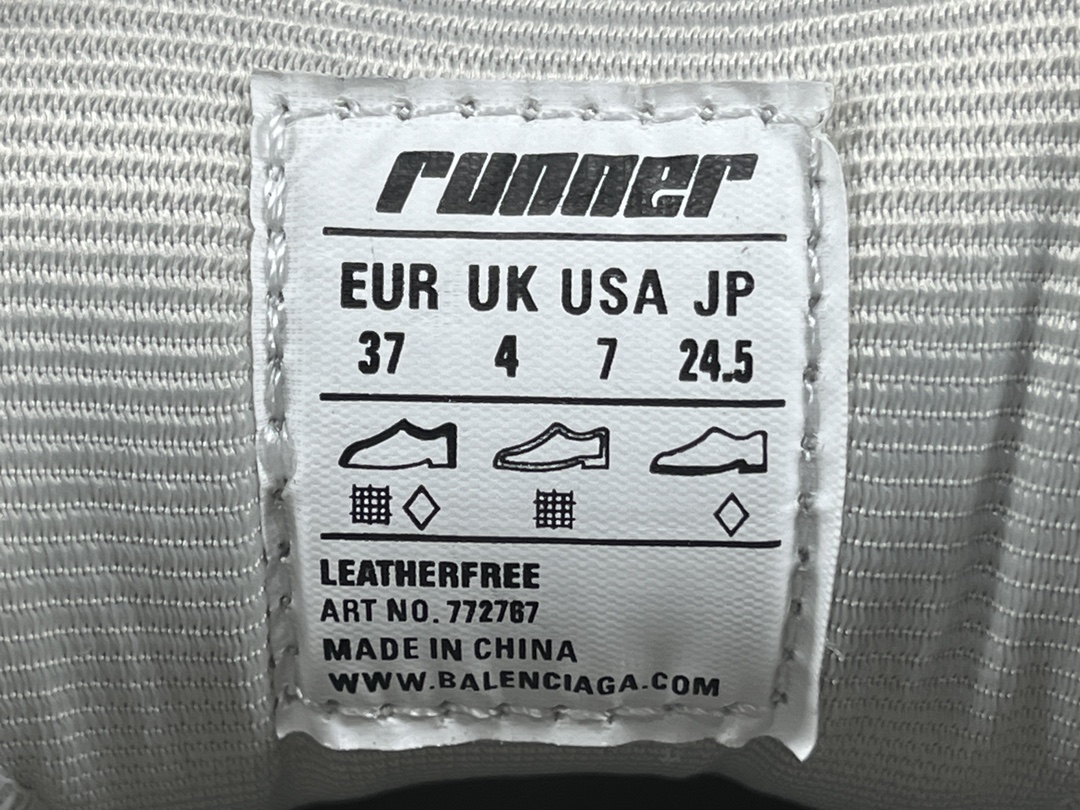 runner
EUR UK USA JP
37 4 7 24.5
LEATHERFREE
ART NO. 772767
MADE IN CHINA
WWW.BALENCIAGA.COM